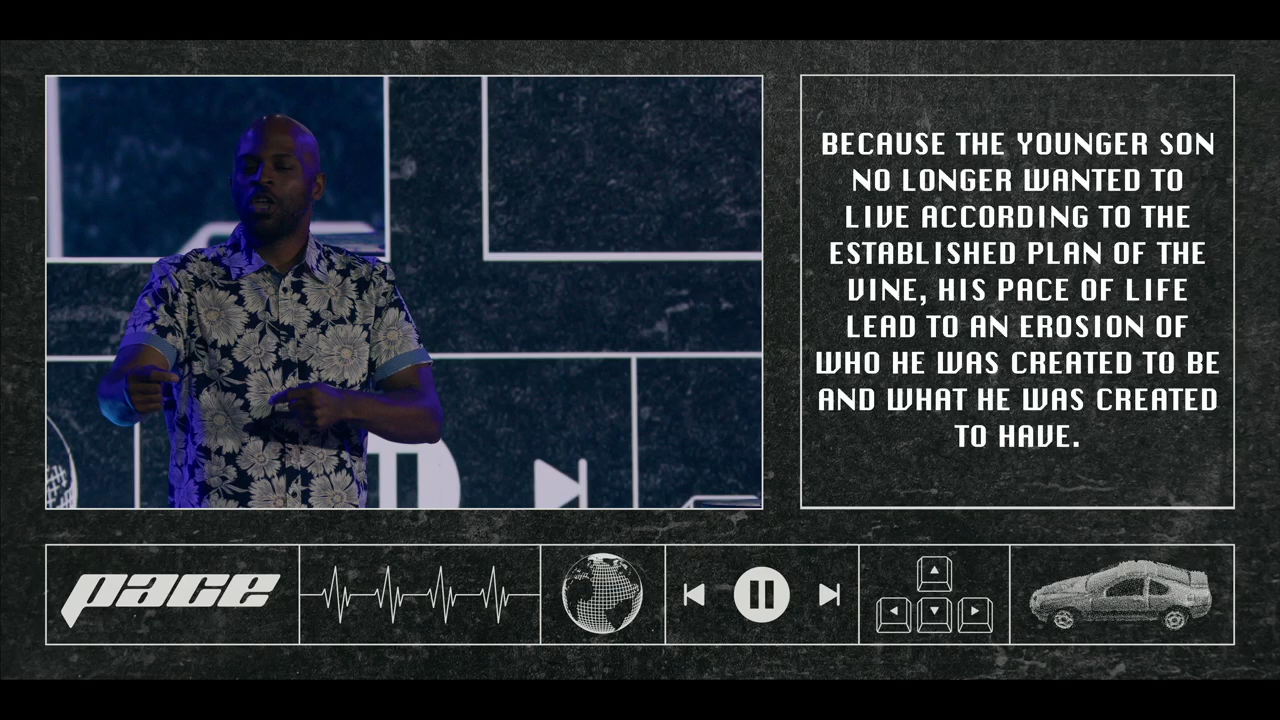 BECAUSE THE YOUNGER SON
NO LONGER WANTED TO
LIVE ACCORDING TO THE
ESTABLISHED PLAN OF THE
VINE, HIS PACE OF LIFE
LEAD TO AN EROSION OF
WHO HE WAS CREATED TO BE
AND WHAT HE WAS CREATED
TO HAVE.
pace